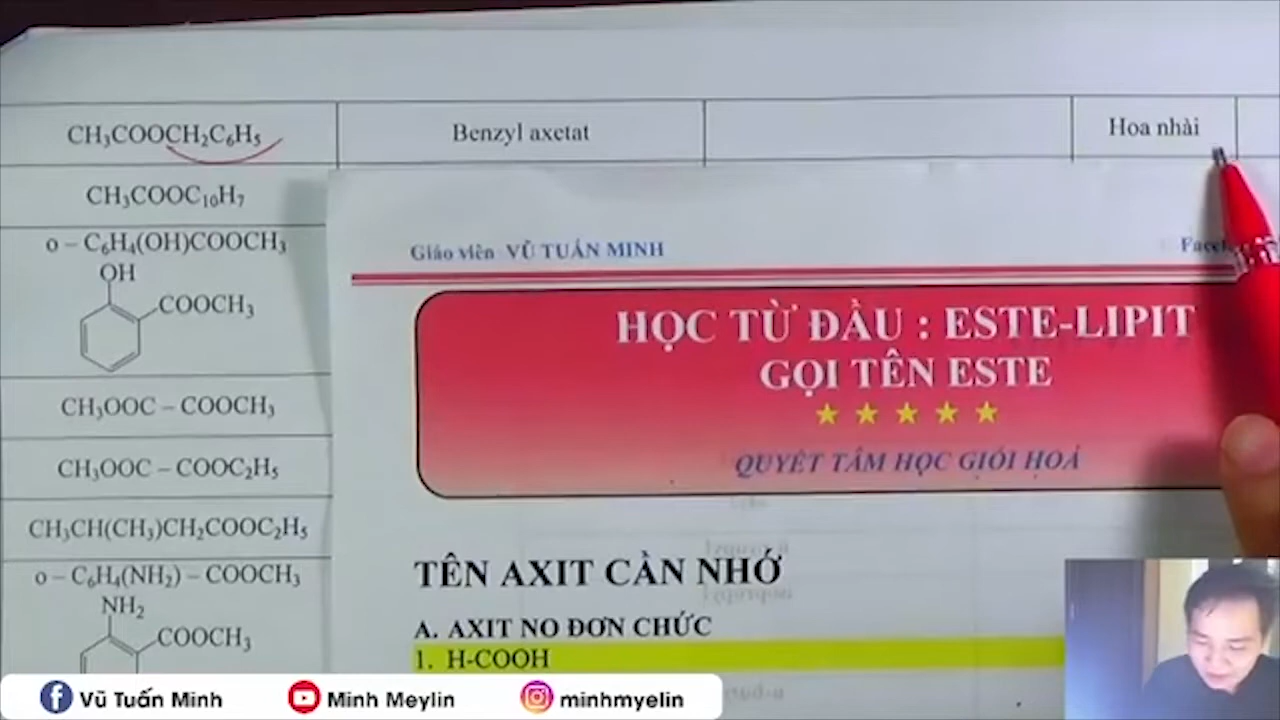 CH₃COOCH₂C₆H₅ Benzyl axetat Hoa nhài
CH₃COOC₁₀H₇
o – C₆H₄(OH)COOCH₃
OH
COOCH₃
CH₃OOC – COOCH₃
CH₃OOC – COOC₂H₅
CH₃CH(CH₃)CH₂COOC₂H₅
o – C₆H₄(NH₂) – COOCH₃
NH₂
COOCH₃
Giáo viên VŨ TUẤN MINH
HỌC TỪ ĐẦU : ESTE-LIPIT
GỌI TÊN ESTE
QUYẾT TÂM HỌC GIỎI HOÁ
TÊN AXIT CẦN NHỚ
A. AXIT NO ĐƠN CHỨC
1. H-COOH
Vũ Tuấn Minh Minh Meylin minhmyelin